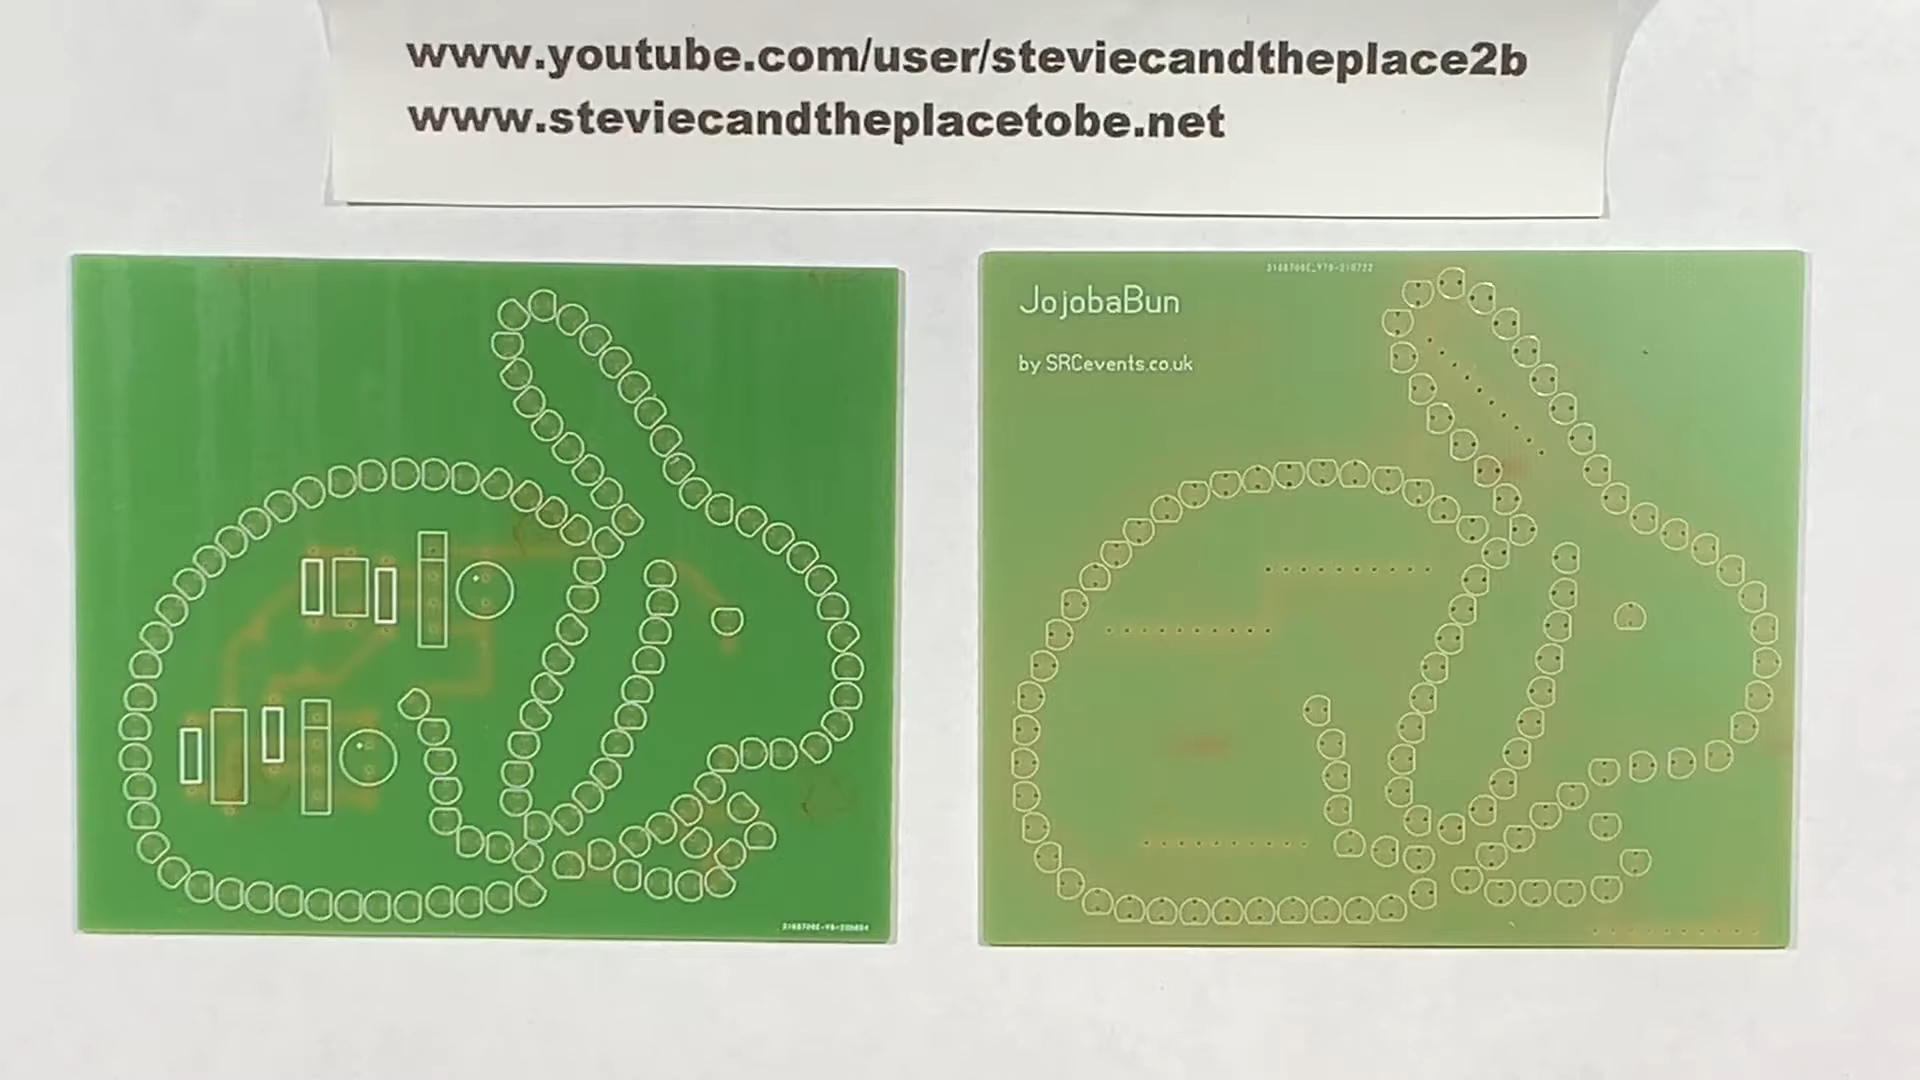 www.youtube.com/user/steviecandtheplace2b
www.steviecandtheplacetobe.net
JojobaBun
by SRCevents.co.uk